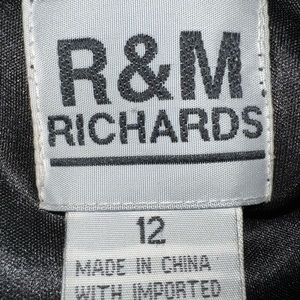 R&M
RICHARDS
12
MADE IN CHINA
WITH IMPORTED